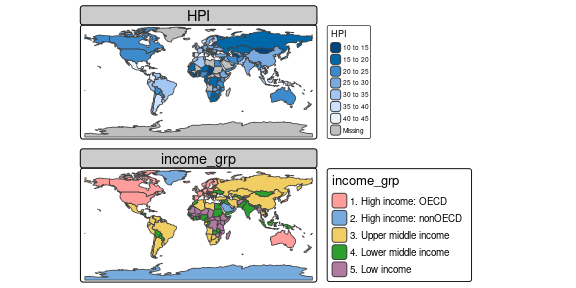 HPI
HPI
10 to 15
15 to 20
20 to 25
25 to 30
30 to 35
35 to 40
40 to 45
Missing
income_grp
income_grp
1. High income: OECD
2. High income: nonOECD
3. Upper middle income
4. Lower middle income
5. Low income